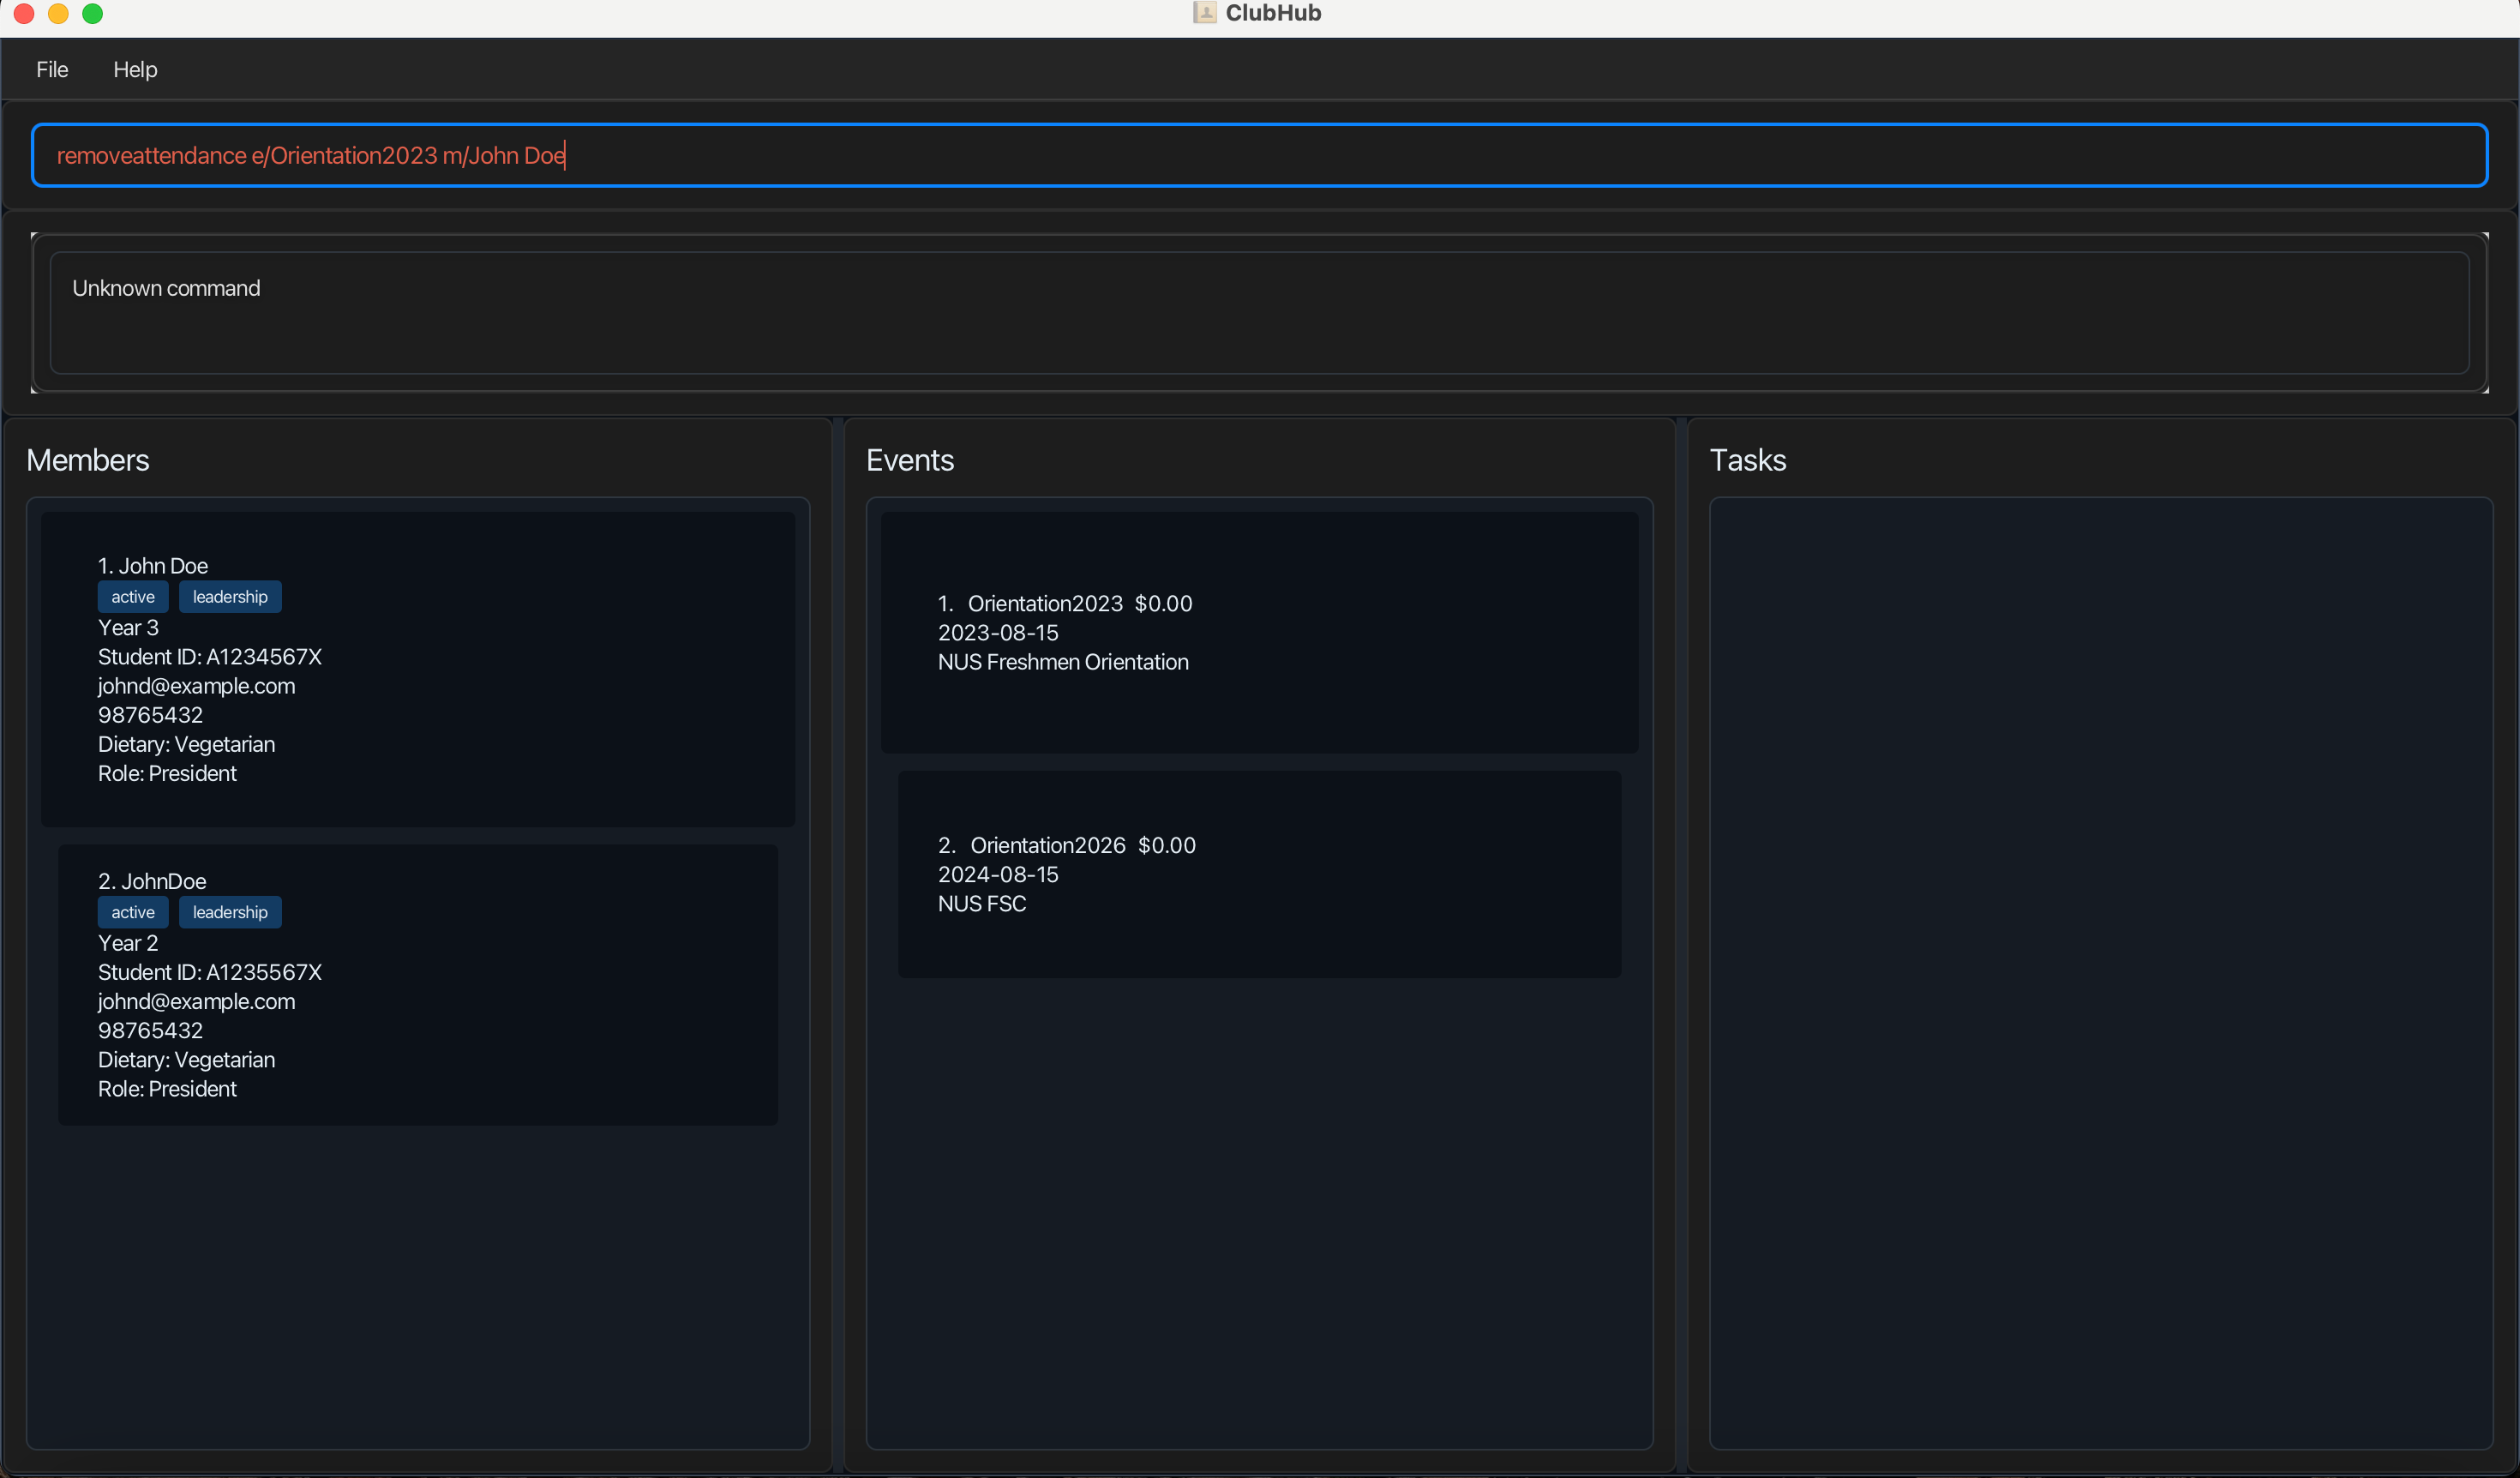 ClubHub
File Help
removeattendance e/Orientation2023 m/John Doe
Unknown command
Members
1. John Doe
active leadership
Year 3
Student ID: A1234567X
johnd@example.com
98765432
Dietary: Vegetarian
Role: President
2. JohnDoe
active leadership
Year 2
Student ID: A1235567X
johnd@example.com
98765432
Dietary: Vegetarian
Role: President
Events
1. Orientation2023 $0.00
2023-08-15
NUS Freshmen Orientation
2. Orientation2026 $0.00
2024-08-15
NUS FSC
Tasks